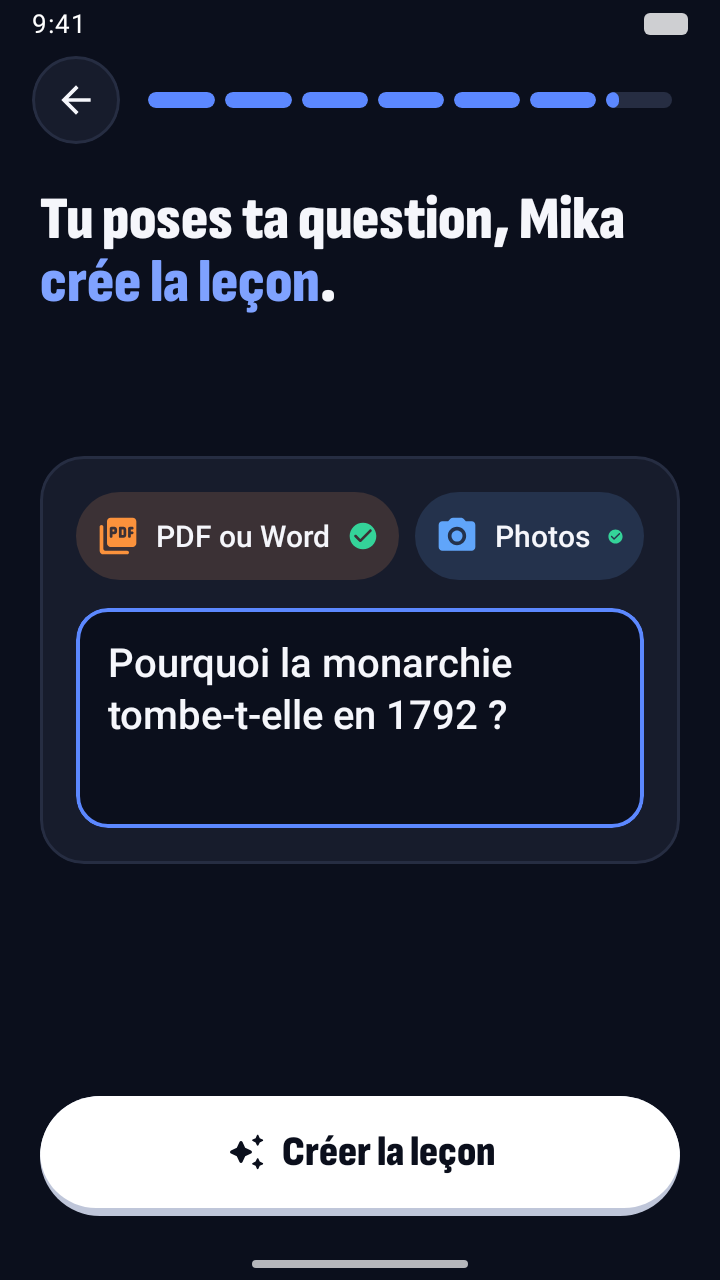 9:41
Tu poses ta question, Mika
crée la leçon.
PDF
PDF ou Word
Photos
Pourquoi la monarchie
tombe-t-elle en 1792 ?
Créer la leçon